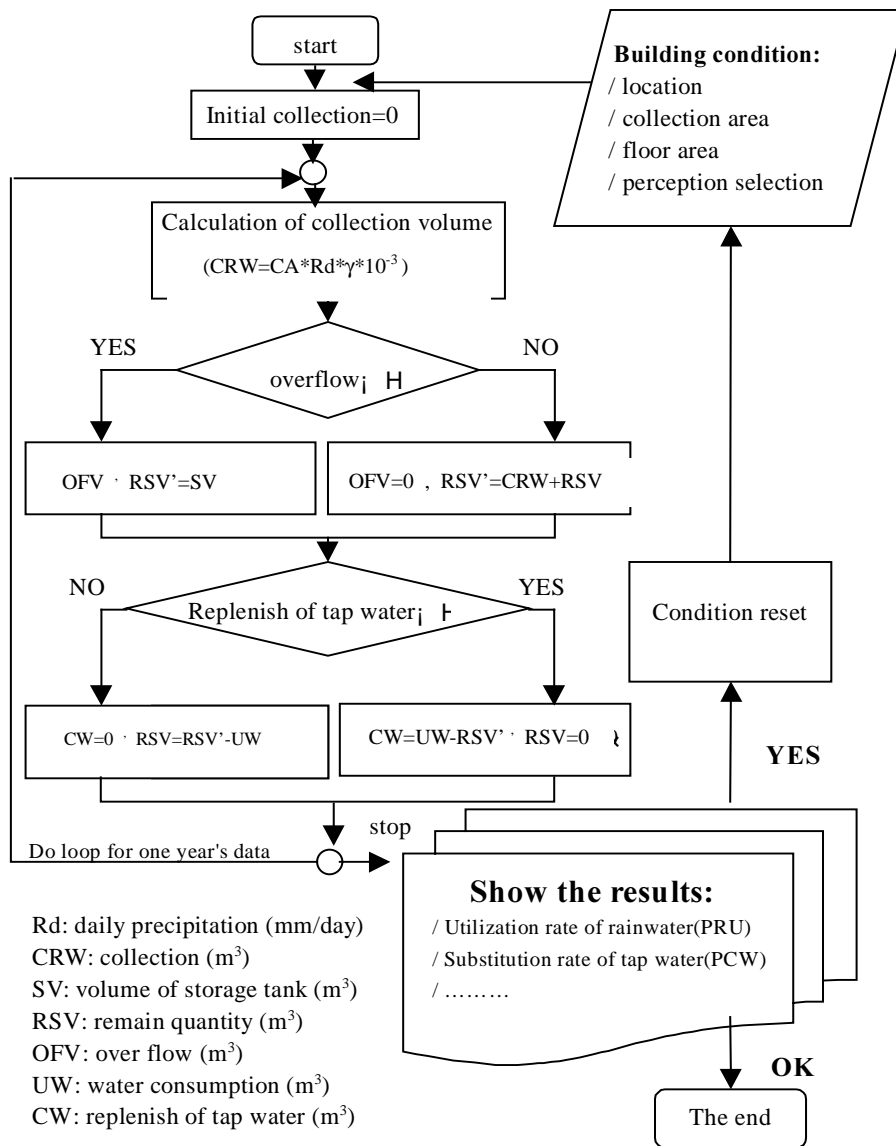 start
Building condition:
/ location
/ collection area
/ floor area
/ perception selection
Initial collection=0
Calculation of collection volume
(CRW=CA*Rd*γ*10⁻³)
YES
NO
overflow¡ H
OFV ‧ RSV’=SV
OFV=0 , RSV’=CRW+RSV
NO
YES
Replenish of tap water¡ H
Condition reset
CW=0 ‧ RSV=RSV’-UW
CW=UW-RSV’ ‧ RSV=0
YES
stop
Do loop for one year's data
Show the results:
/ Utilization rate of rainwater(PRU)
/ Substitution rate of tap water(PCW)
/ ………
Rd: daily precipitation (mm/day)
CRW: collection (m³)
SV: volume of storage tank (m³)
RSV: remain quantity (m³)
OFV: over flow (m³)
UW: water consumption (m³)
CW: replenish of tap water (m³)
OK
The end